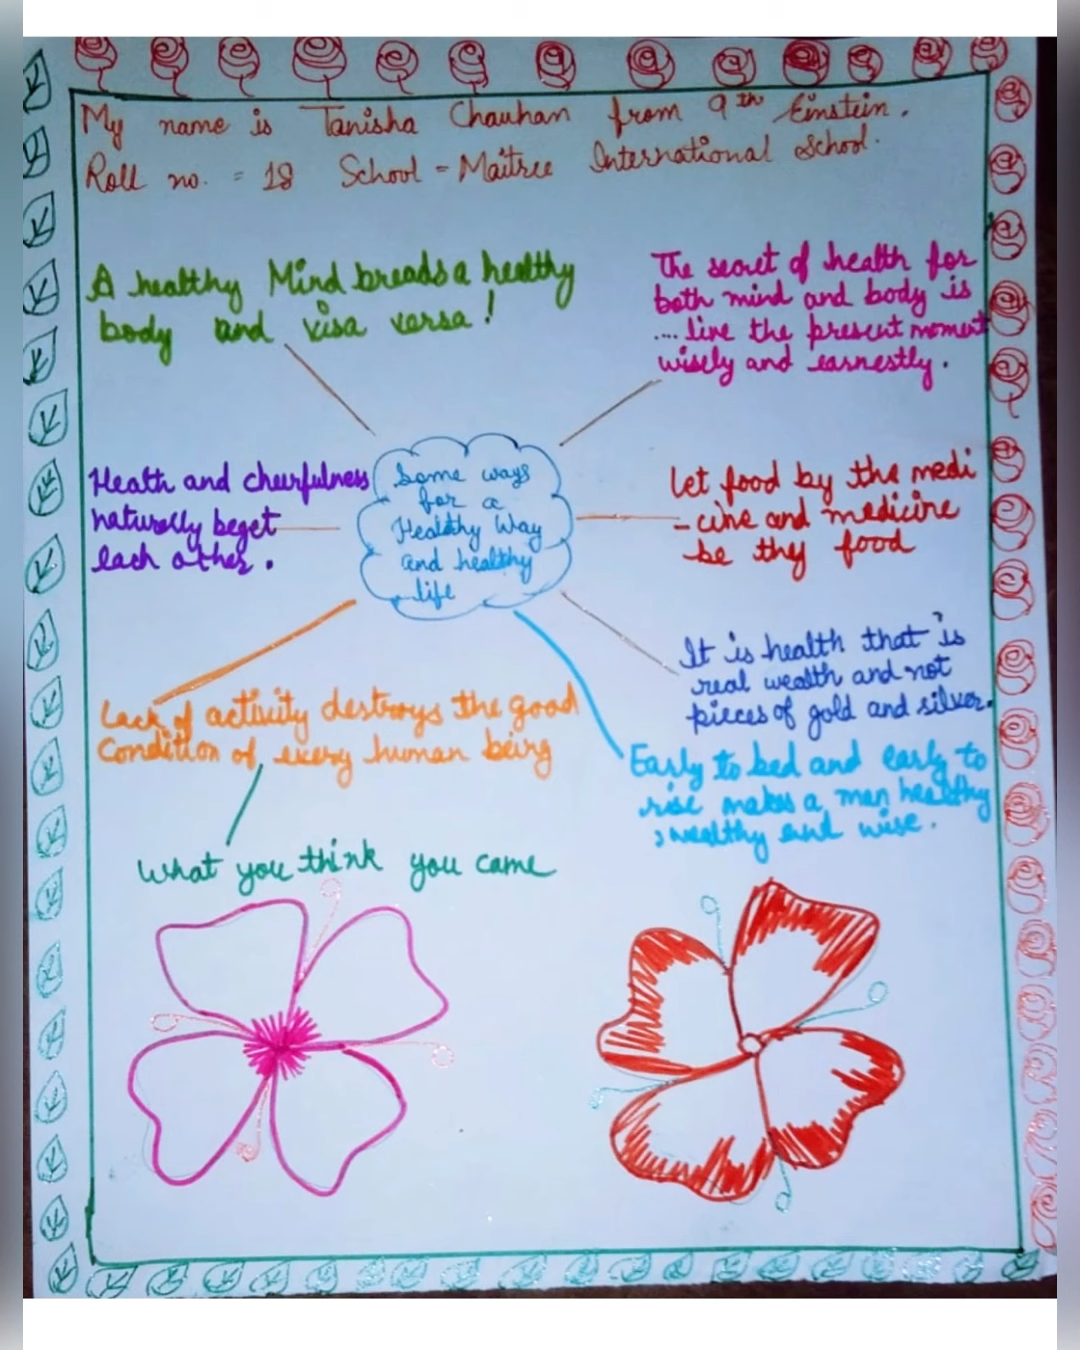 My name is Tanisha Chauhan from 9th Einstein.
Roll no. = 18 School - Maitree International School.
A healthy Mind breads a healthy
body and visa versa!
The secret of health for
both mind and body is
.... live the present moment
wisely and earnestly.
Heath and cheerfulness
naturally beget
each other.
Some ways
for a
Healthy Way
and healthy
life
Let food by the medi
-cine and medicine
be thy food
It is health that is
real wealth and not
pieces of gold and silver.
Lack of activity destroys the good
Condition of every human being
Early to bed and early to
rise makes a man healthy
, wealthy and wise.
What you think you came